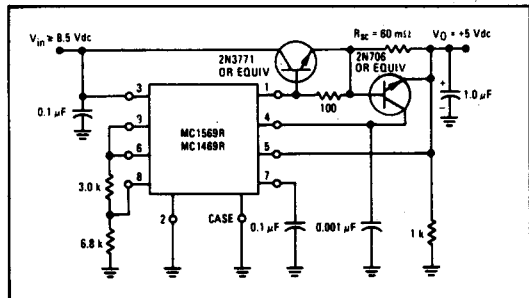 Vin ≥ 8.5 Vdc
RSC = 60 mΩ
VO = +5 Vdc
2N3771
OR EQUIV
2N706
OR EQUIV
3
1
100
+
1.0 µF
–
0.1 µF
MC1569R
MC1469R
9
4
6
5
3.0 k
8
7
6.8 k
2
CASE
0.1 µF
0.001 µF
1 k